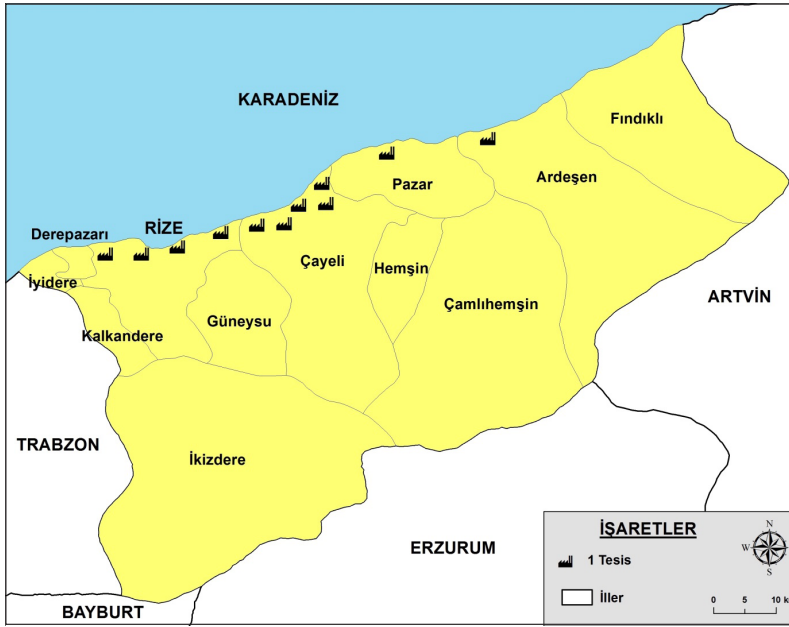 KARADENİZ
Fındıklı
Ardeşen
Pazar
RİZE
Derepazarı
Çayeli
Hemşin
İyidere
ARTVİN
Çamlıhemşin
Güneysu
Kalkandere
TRABZON
İkizdere
ERZURUM
BAYBURT
İŞARETLER
1 Tesis
İller
N
W
E
S
0 5 10 k